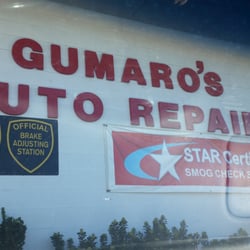 GUMARO'S
UTO REPAIR
OFFICIAL
BRAKE
ADJUSTING
STATION
STAR Cert
SMOG CHECK